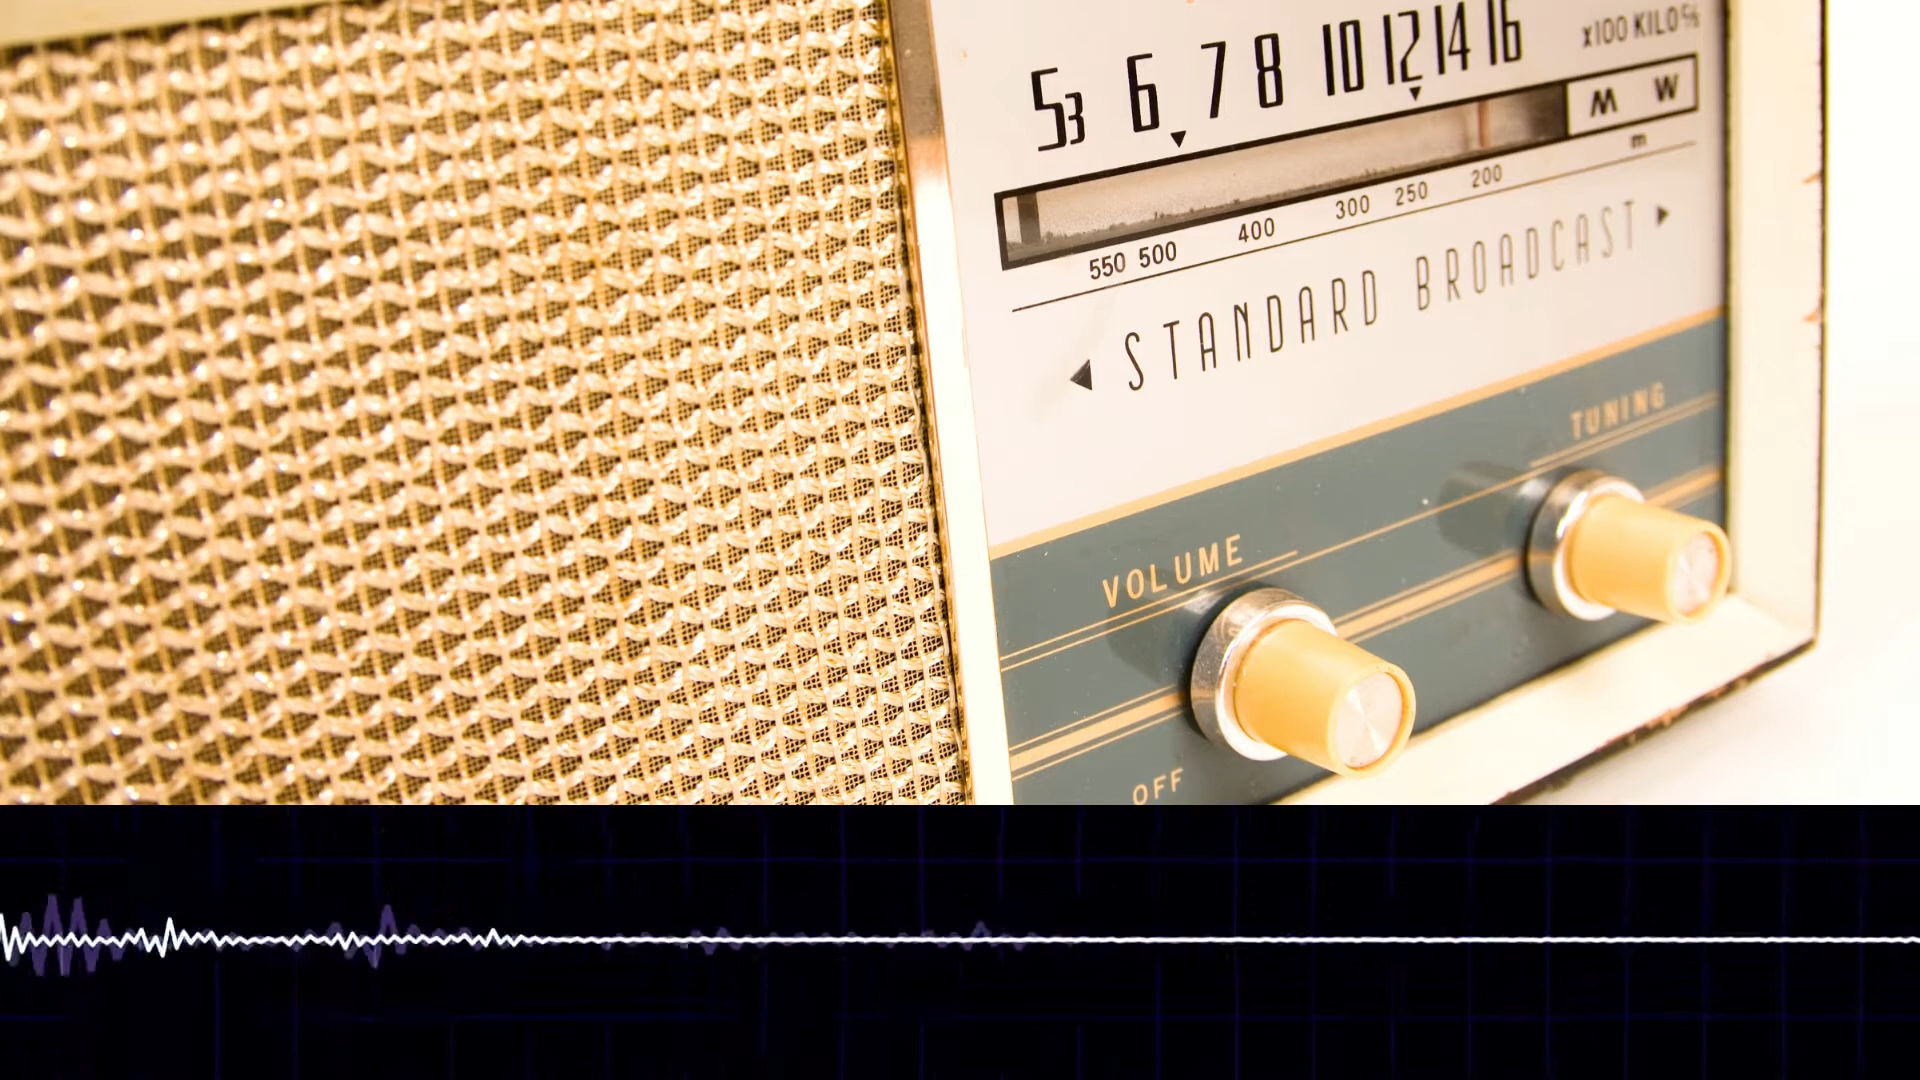 53 6 7 8 10 12 14 16 x100 KILO℅
M W
m
550 500 400 300 250 200
STANDARD BROADCAST
TUNING
VOLUME
OFF